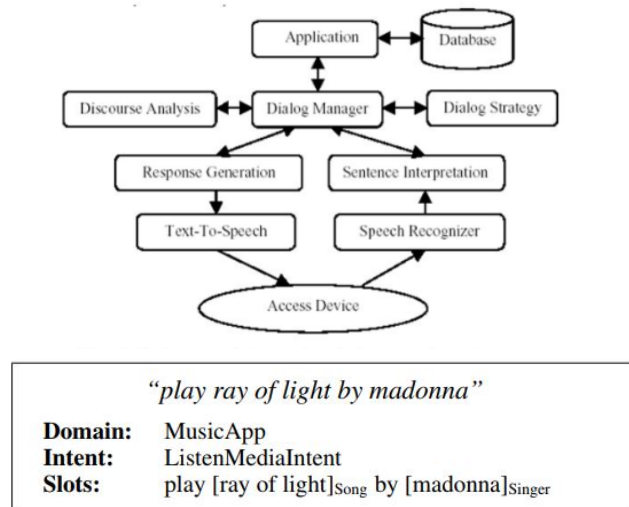 Application
Database
Discourse Analysis
Dialog Manager
Dialog Strategy
Response Generation
Sentence Interpretation
Text-To-Speech
Speech Recognizer
Access Device
“play ray of light by madonna”
Domain: MusicApp
Intent: ListenMediaIntent
Slots: play [ray of light]Song by [madonna]Singer